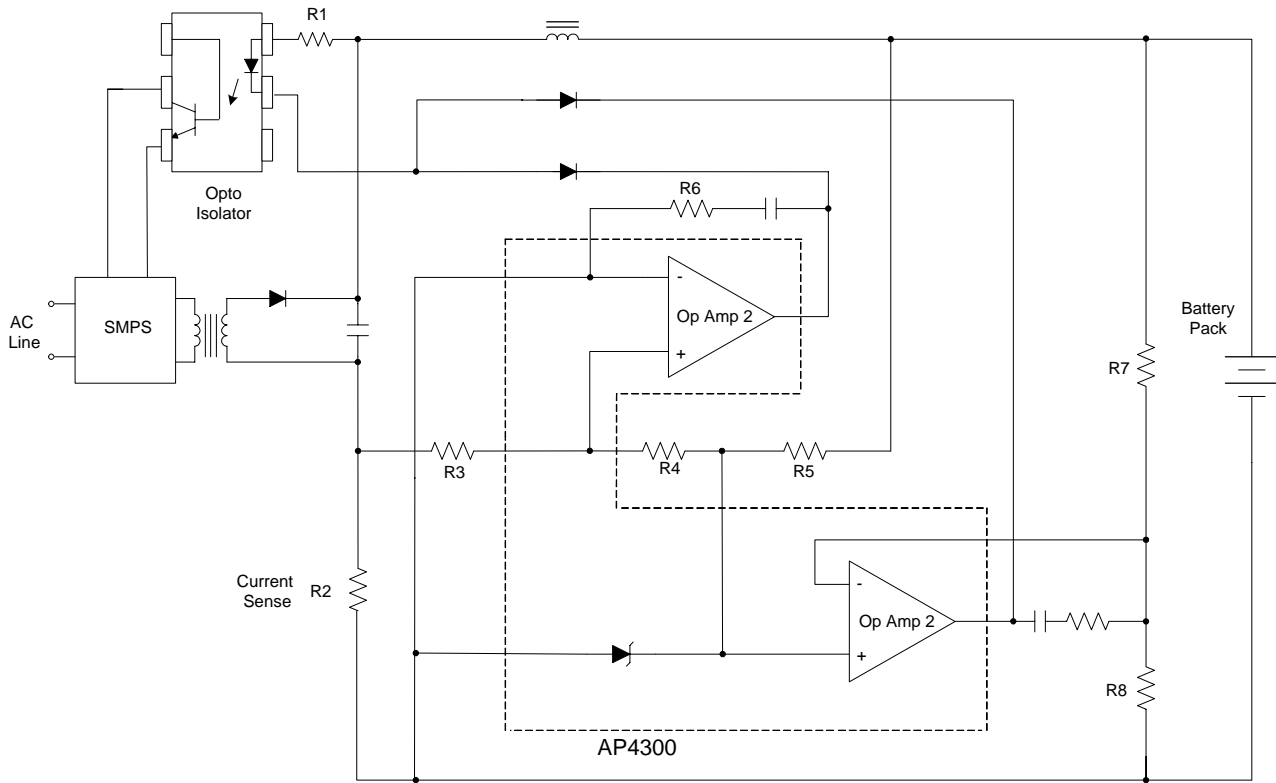 R1
Opto
Isolator
R6
-
Op Amp 2
+
AC
Line
SMPS
Battery
Pack
R7
R3
R4
R5
Current
Sense
R2
-
Op Amp 2
+
R8
AP4300